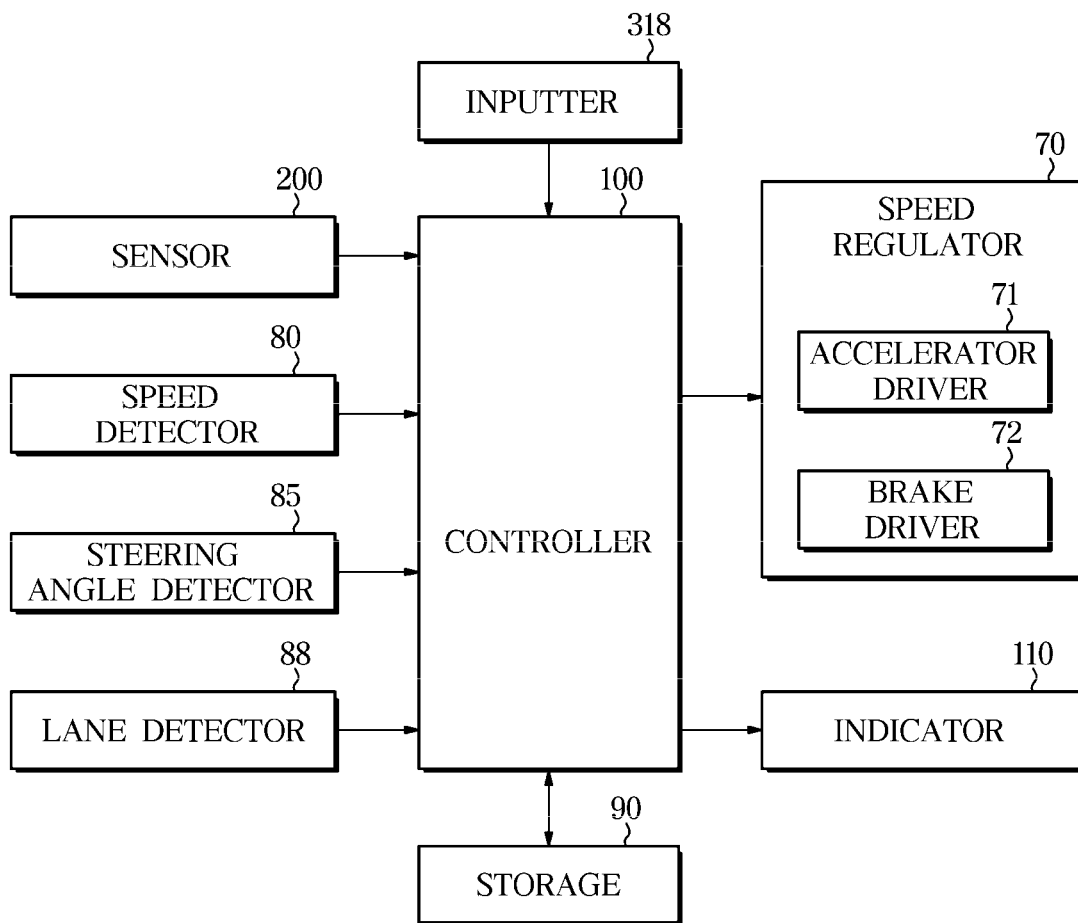 318
INPUTTER
200
SENSOR
100
CONTROLLER
70
SPEED
REGULATOR
71
ACCELERATOR
DRIVER
72
BRAKE
DRIVER
80
SPEED
DETECTOR
85
STEERING
ANGLE DETECTOR
88
LANE DETECTOR
110
INDICATOR
90
STORAGE